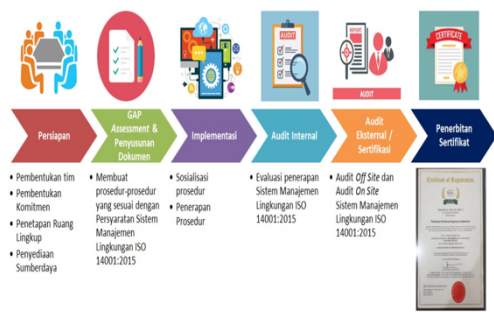 AUDIT
REPORT
AUDIT
CERTIFICATE
Persiapan
GAP
Assessment &
Penyusunan
Dokumen
Implementasi
Audit Internal
Audit
Eksternal /
Sertifikasi
Penerbitan
Sertifikat
• Pembentukan tim
• Pembentukan
Komitmen
• Penetapan Ruang
Lingkup
• Penyediaan
Sumberdaya
• Membuat
prosedur-prosedur
yang sesuai dengan
Persyaratan Sistem
Manajemen
Lingkungan ISO
14001:2015
• Sosialisasi
prosedur
• Penerapan
Prosedur
• Evaluasi penerapan
Sistem Manajemen
Lingkungan ISO
14001:2015
• Audit Off Site dan
Audit On Site
Sistem Manajemen
Lingkungan ISO
14001:2015
Certificate of Registration